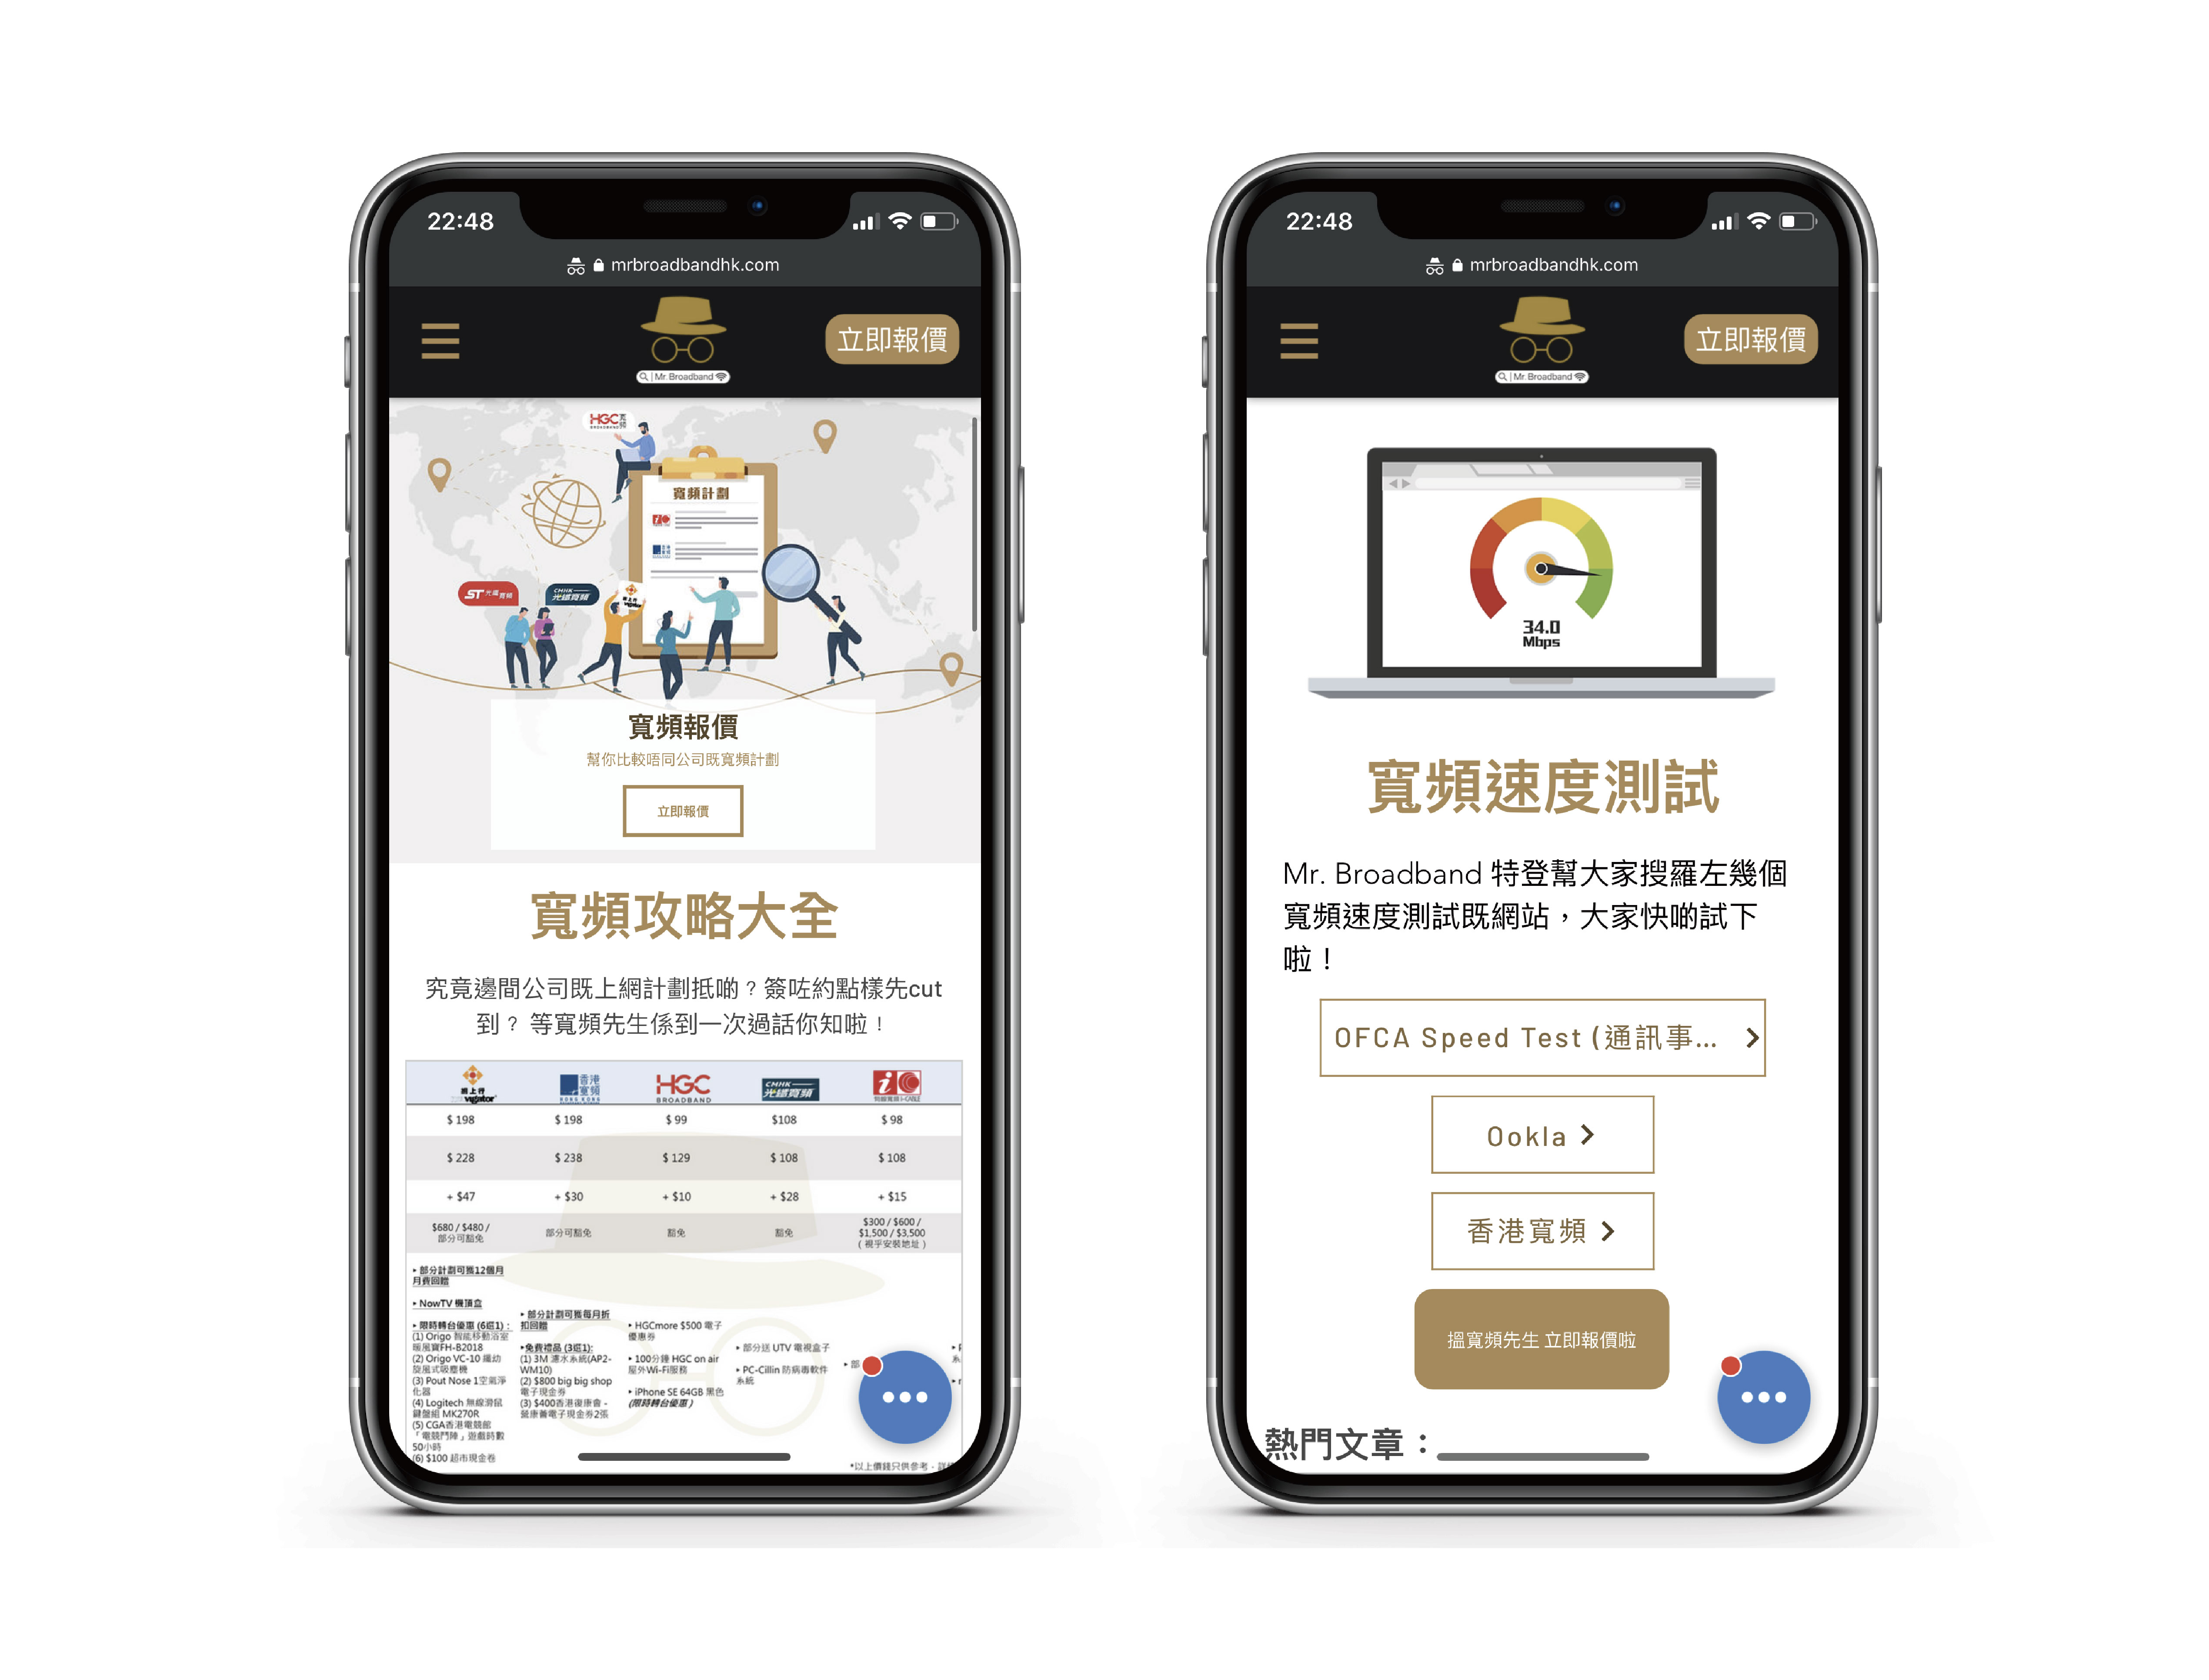 22:48
mrbroadbandhk.com
Mr. Broadband
立即報價
HGC
寬頻計劃
ST 光纖寬頻
CMHK
光纖寬頻
寬頻報價
幫你比較唔同公司既寬頻計劃
立即報價
寬頻攻略大全
究竟邊間公司既上網計劃抵啲？簽咗約點樣先cut
到？ 等寬頻先生係到一次過話你知啦！
網上行 vigator
香港寬頻
HGC BROADBAND
CMHK 光纖寬頻
i-CABLE
$ 198 $ 198 $ 99 $108 $ 98
$ 228 $ 238 $ 129 $ 108 $ 108
+ $47 + $30 + $10 + $28 + $15
$680 / $480 /
部分可豁免
部分可豁免
豁免
豁免
$300 / $600 /
$1,500 / $3,500
( 視乎安裝地址 )
‣ 部分計劃可獲12個月
月費回贈
‣ NowTV 機頂盒
‣ 限時轉台優惠 (6選1)：
(1) Origo 智能移動浴室
暖風寶FH-B2018
(2) Origo VC-10 纖幼
旋風式吸塵機
(3) Pout Nose 1空氣淨
化器
(4) Logitech 無線滑鼠
鍵盤組 MK270R
(5) CGA香港電競館
「電競鬥陣」遊戲時數
50小時
(6) $100 超市現金卷
‣ 部分計劃可獲每月折
扣回贈
‣免費禮品 (3選1):
(1) 3M 濾水系統(AP2-
WM10)
(2) $800 big big shop
電子現金券
(3) $400香港復康會 -
營康薈電子現金券2張
‣ HGCmore $500 電子
優惠券
‣ 100分鐘 HGC on air
屋外Wi-Fi服務
‣ iPhone SE 64GB 黑色
(限時轉台優惠)
‣ 部分送 UTV 電視盒子
‣ PC-Cillin 防病毒軟件
系統
‣ 部
*以上價錢只供參考．
22:48
mrbroadbandhk.com
Mr. Broadband
立即報價
34.0
Mbps
寬頻速度測試
Mr. Broadband 特登幫大家搜羅左幾個
寬頻速度測試既網站，大家快啲試下
啦！
OFCA Speed Test (通訊事...
Ookla
香港寬頻
搵寬頻先生 立即報價啦
熱門文章：